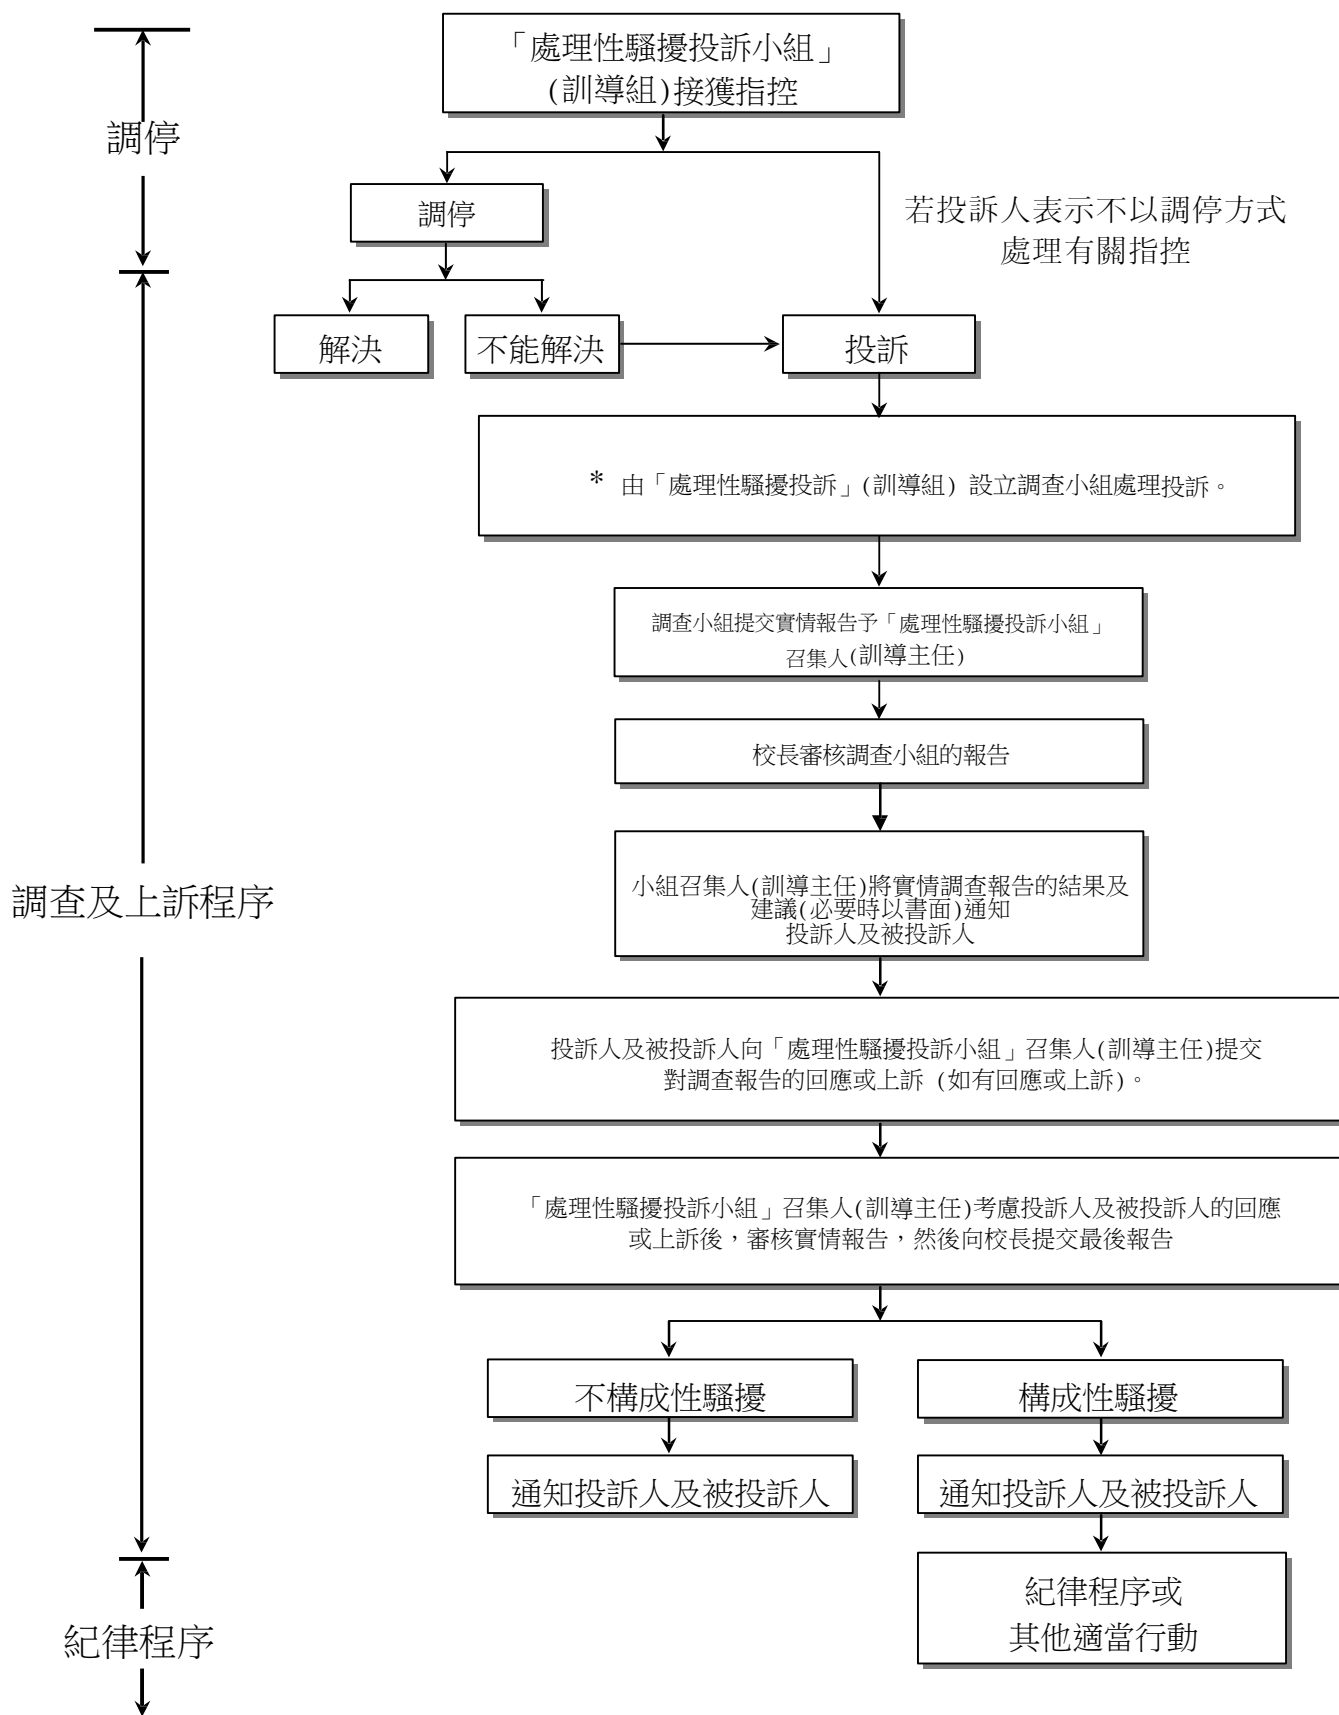 「處理性騷擾投訴小組」
(訓導組)接獲指控
調停
調停
若投訴人表示不以調停方式
處理有關指控
解決
不能解決
投訴
* 由「處理性騷擾投訴」(訓導組) 設立調查小組處理投訴。
調查小組提交實情報告予「處理性騷擾投訴小組」
召集人(訓導主任)
校長審核調查小組的報告
調查及上訴程序
小組召集人(訓導主任)將實情調查報告的結果及
建議(必要時以書面)通知
投訴人及被投訴人
投訴人及被投訴人向「處理性騷擾投訴小組」召集人(訓導主任)提交
對調查報告的回應或上訴 (如有回應或上訴)。
「處理性騷擾投訴小組」召集人(訓導主任)考慮投訴人及被投訴人的回應
或上訴後，審核實情報告，然後向校長提交最後報告
不構成性騷擾
構成性騷擾
通知投訴人及被投訴人
通知投訴人及被投訴人
紀律程序
紀律程序或
其他適當行動